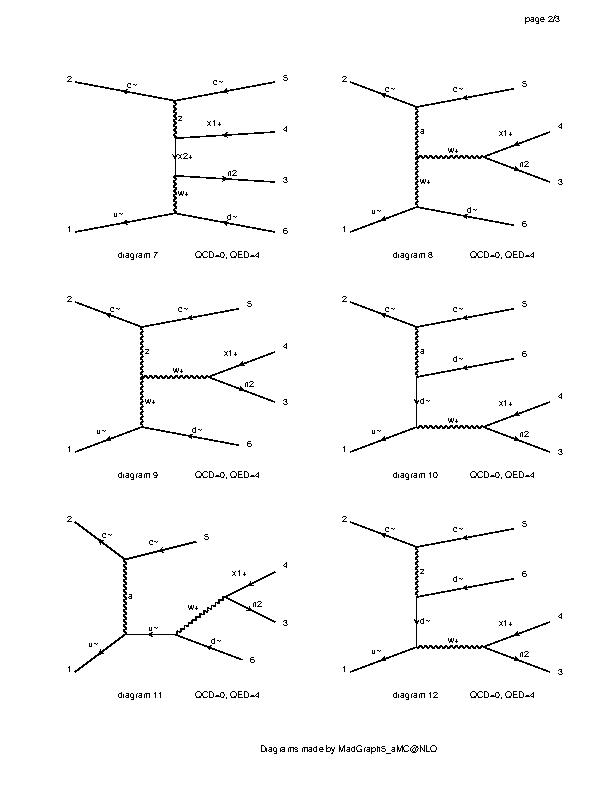 page 2/3
2 c~ c~ 5
z x1+ 4
x2+
n2 3
w+
u~ d~
1 6
diagram 7 QCD=0, QED=4
2 c~ c~ 5
a x1+ 4
w+
w+ n2 3
u~ d~
1 6
diagram 8 QCD=0, QED=4
2 c~ c~ 5
z x1+ 4
w+
w+ n2 3
u~ d~
1 6
diagram 9 QCD=0, QED=4
2 c~ c~ 5
a d~ 6
d~ x1+ 4
u~ w+ n2
1 3
diagram 10 QCD=0, QED=4
2 c~ c~ 5
x1+ 4
a w+ n2
3
u~ u~ d~
1 6
diagram 11 QCD=0, QED=4
2 c~ c~ 5
z d~ 6
d~ x1+ 4
u~ w+ n2
1 3
diagram 12 QCD=0, QED=4
Diagrams made by MadGraph5_aMC@NLO